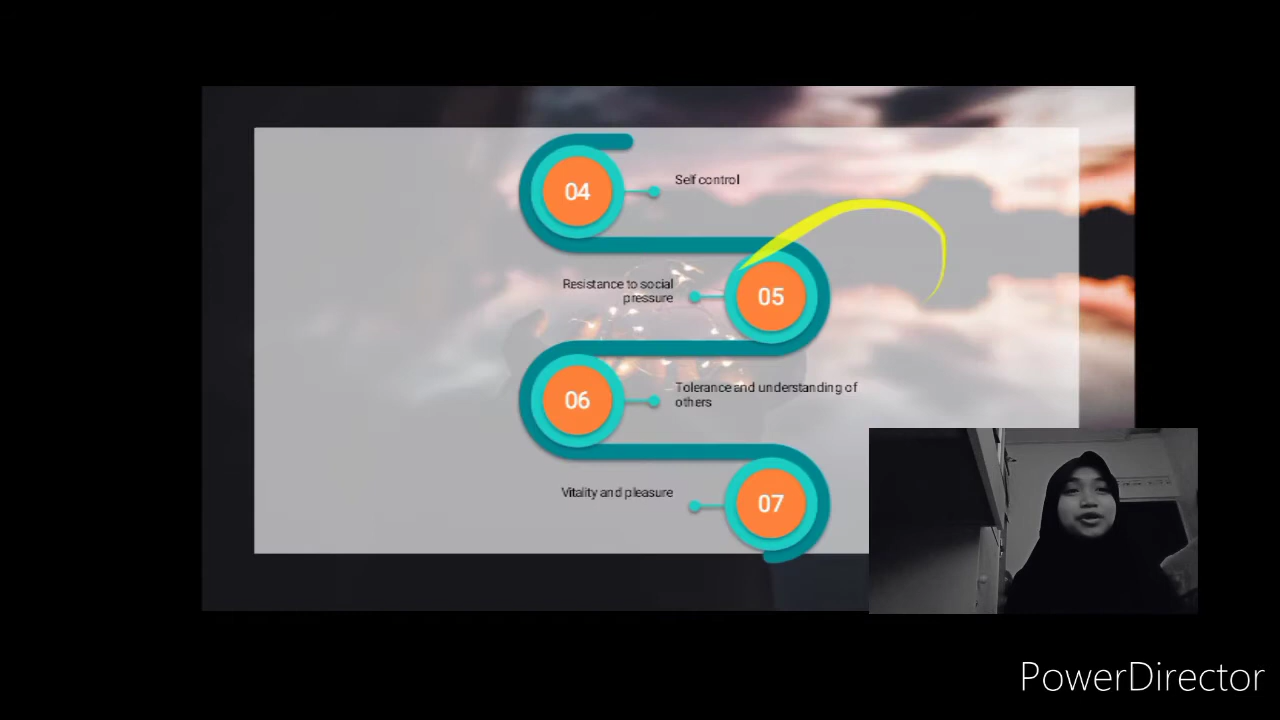 04
Self control
Resistance to social
pressure
05
06
Tolerance and understanding of
others
Vitality and pleasure
07
PowerDirector